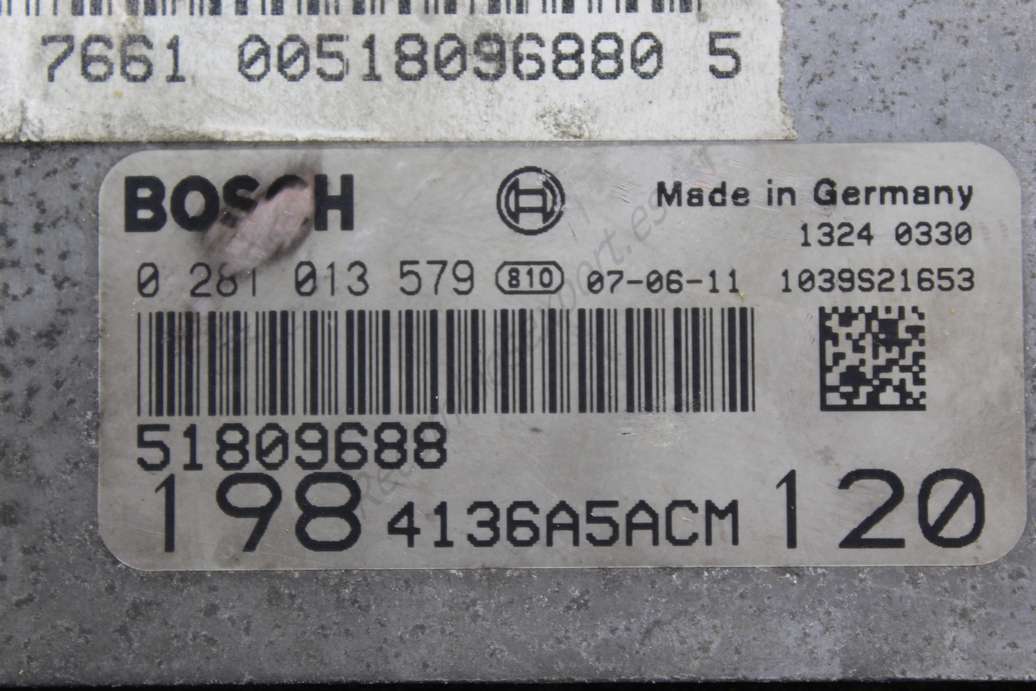 7661 00518096880 5
BOSCH Made in Germany
1324 0330
0 281 013 579 810 07-06-11 1039S21653
51809688
198 4136A5ACM 120